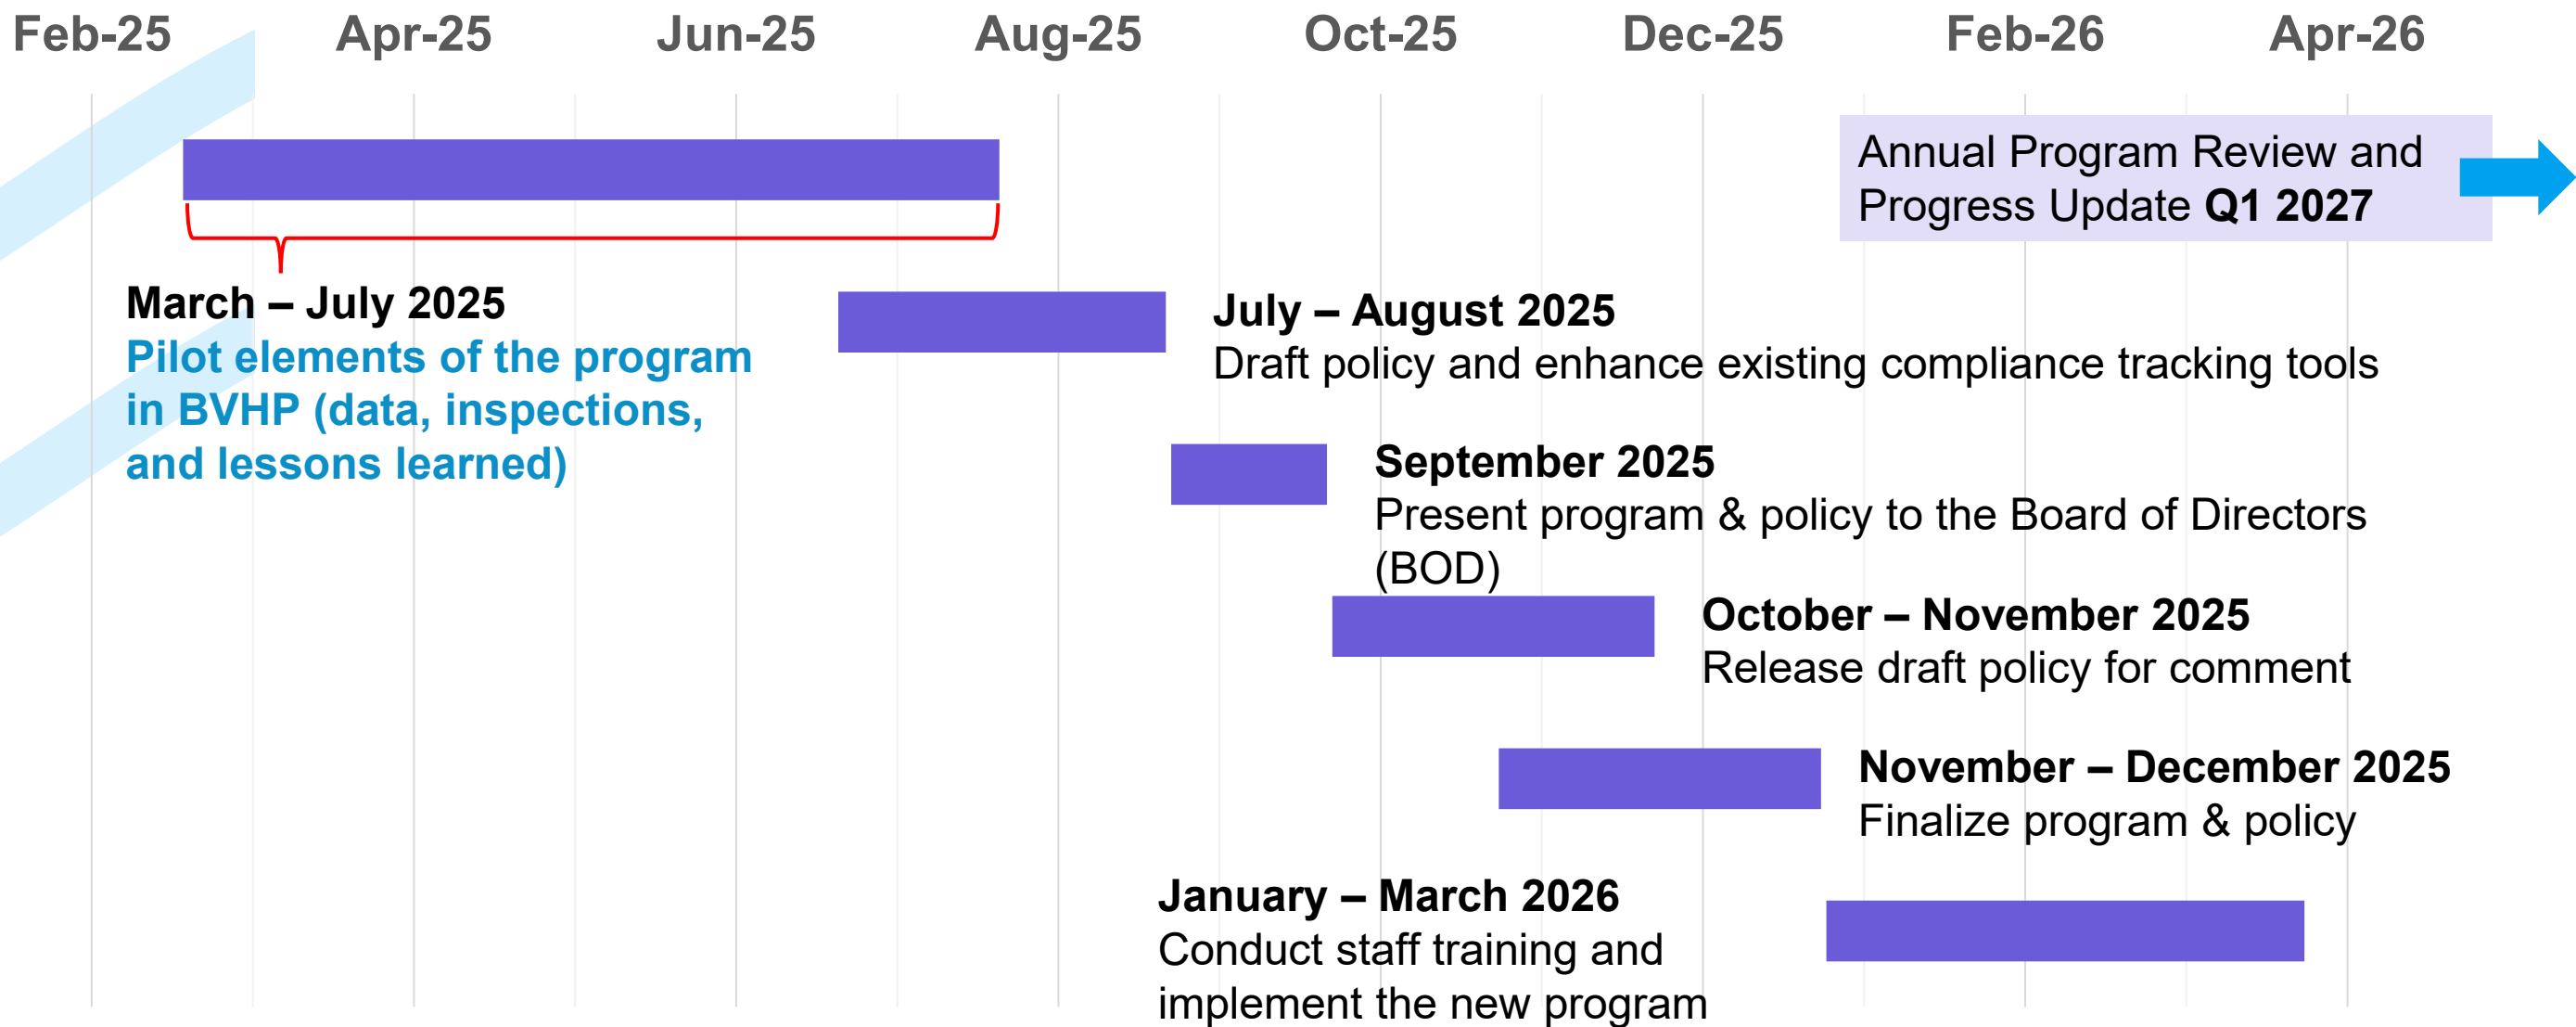 Feb-25 Apr-25 Jun-25 Aug-25 Oct-25 Dec-25 Feb-26 Apr-26
Annual Program Review and
Progress Update Q1 2027
March – July 2025
Pilot elements of the program
in BVHP (data, inspections,
and lessons learned)
July – August 2025
Draft policy and enhance existing compliance tracking tools
September 2025
Present program & policy to the Board of Directors
(BOD)
October – November 2025
Release draft policy for comment
November – December 2025
Finalize program & policy
January – March 2026
Conduct staff training and
implement the new program